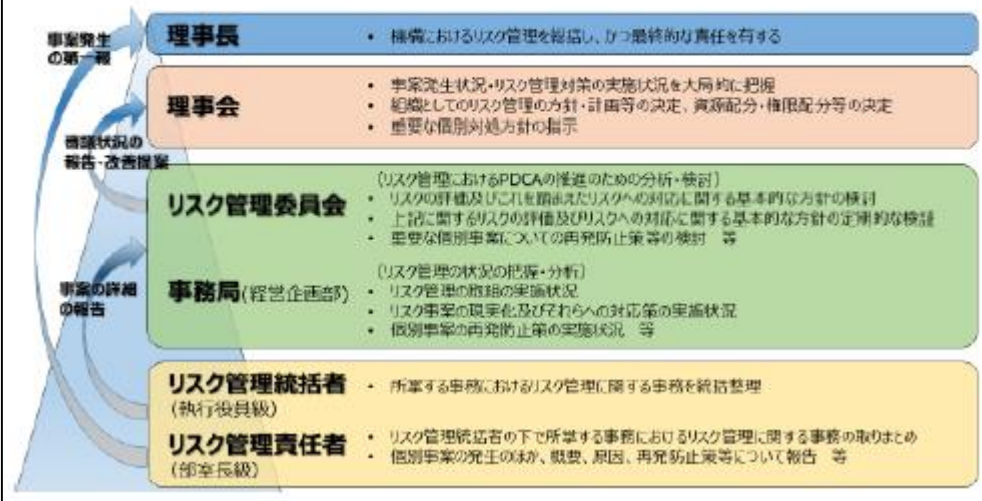 事案発生
の第一報
理事長
• 機構におけるリスク管理を総括し、かつ最終的な責任を有する
理事会
• 事案発生状況・リスク管理対策の実施状況を大局的に把握
• 組織としてのリスク管理の方針・計画等の決定、資源配分・権限配分等の決定
• 重要な個別対処方針の指示
審議状況の
報告・改善提案
リスク管理委員会
(リスク管理におけるPDCAの推進のための分析・検討)
• リスクの評価及びこれを踏まえたリスクへの対応に関する基本的な方針の検討
• 上記に関するリスクの評価及びリスクへの対応に関する基本的な方針の定期的な検証
• 重要な個別事案についての再発防止策等の検討 等
事案の詳細
の報告
事務局(経営企画部)
(リスク管理の状況の把握・分析)
• リスク管理の取組の実施状況
• リスク事案の現実化及びそれらへの対応策の実施状況
• 個別事案の再発防止策の実施状況 等
リスク管理統括者
(執行役員級)
• 所掌する事務におけるリスク管理に関する事務を統括整理
リスク管理責任者
(部室長級)
• リスク管理統括者の下で所掌する事務におけるリスク管理に関する事務の取りまとめ
• 個別事案の発生のほか、概要、原因、再発防止策等について報告 等